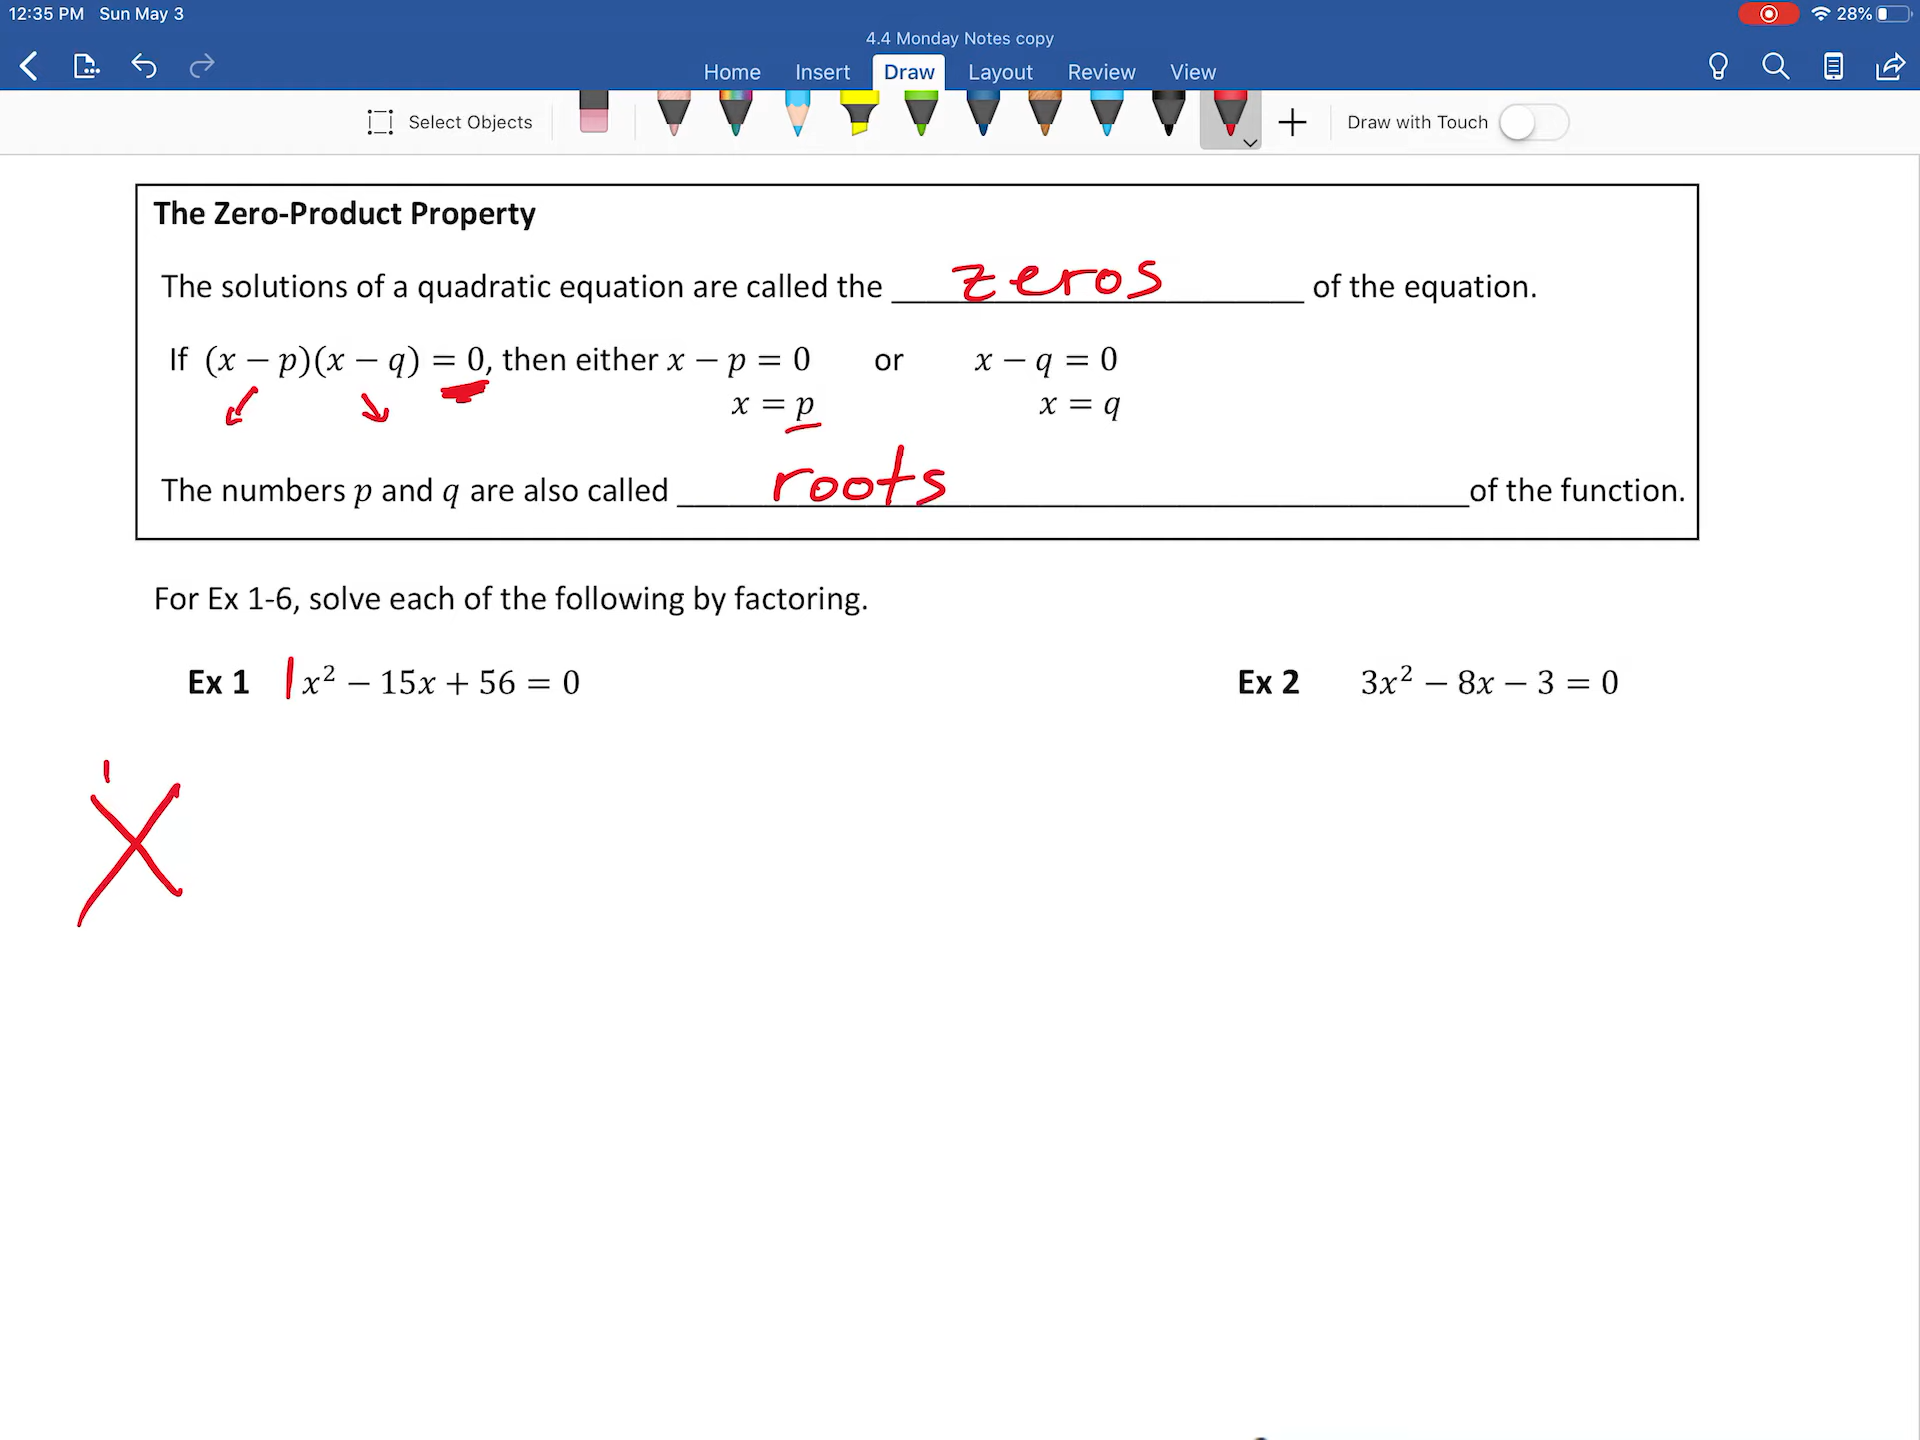 12:35 PM Sun May 3 28%
4.4 Monday Notes copy
Home Insert Draw Layout Review View
Select Objects Draw with Touch
The Zero-Product Property
The solutions of a quadratic equation are called the zeros of the equation.
If (x − p)(x − q) = 0, then either x − p = 0 or x − q = 0
x = p x = q
The numbers p and q are also called roots of the function.
For Ex 1-6, solve each of the following by factoring.
Ex 1 1x² − 15x + 56 = 0 Ex 2 3x² − 8x − 3 = 0
1